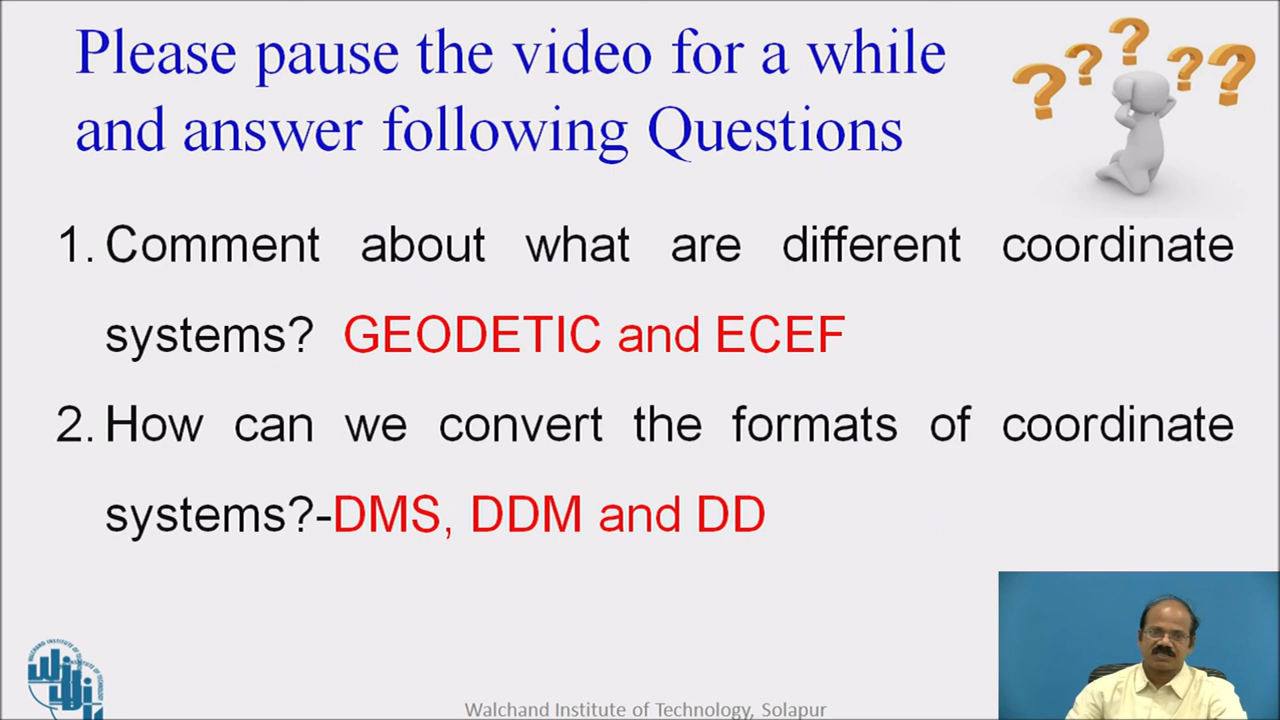 Please pause the video for a while
and answer following Questions
1. Comment about what are different coordinate
systems? GEODETIC and ECEF
2. How can we convert the formats of coordinate
systems?-DMS, DDM and DD
Walchand Institute of Technology, Solapur